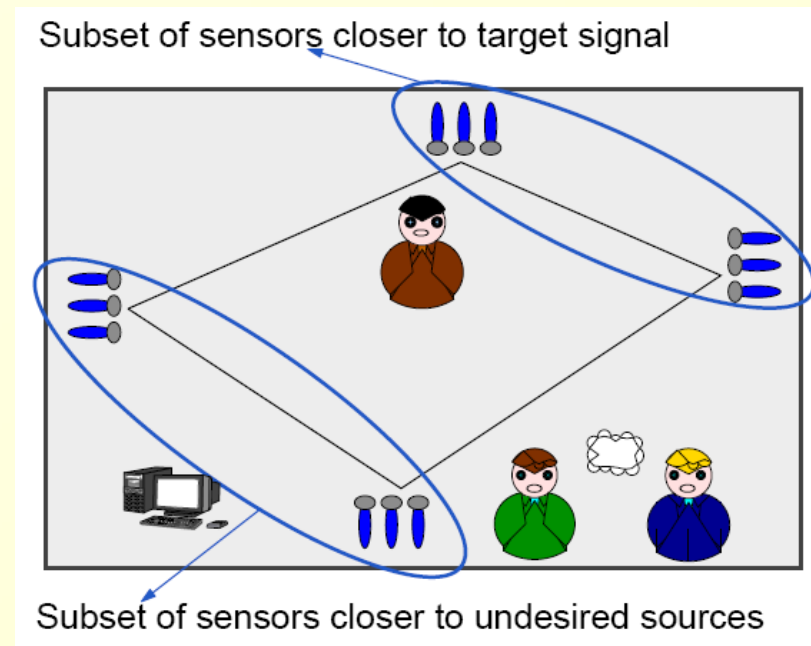 Subset of sensors closer to target signal
Subset of sensors closer to undesired sources